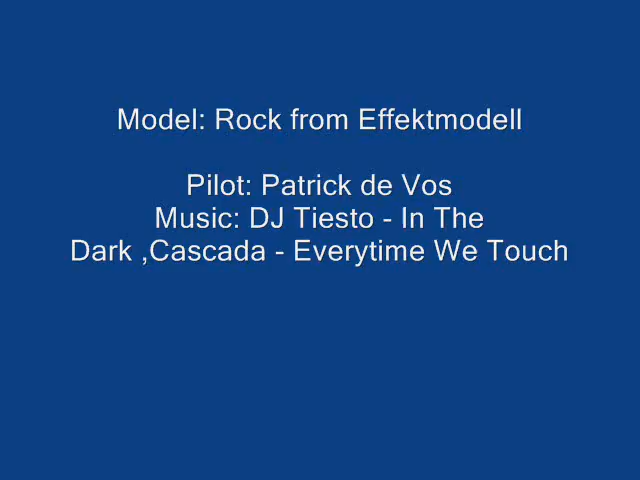 Model: Rock from Effektmodell
Pilot: Patrick de Vos
Music: DJ Tiesto - In The
Dark ,Cascada - Everytime We Touch